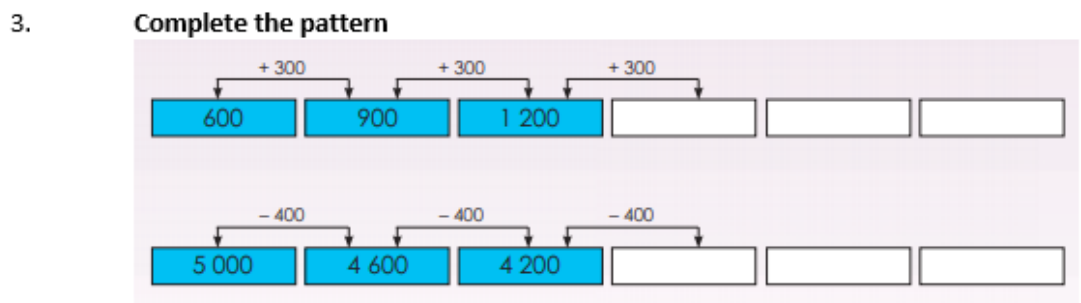 3. Complete the pattern
+ 300 + 300 + 300
600 900 1 200
– 400 – 400 – 400
5 000 4 600 4 200